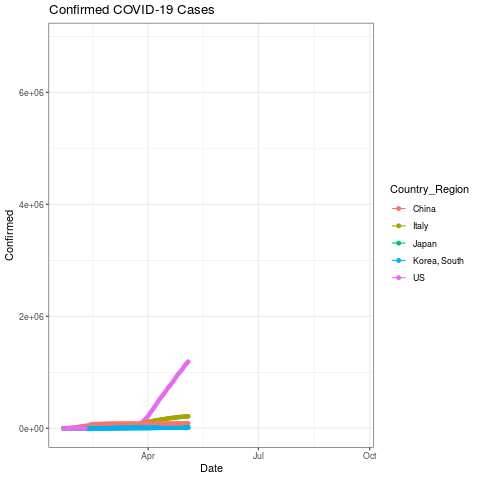 Confirmed COVID-19 Cases
6e+06
4e+06
2e+06
0e+00
Confirmed
Apr
Jul
Oct
Date
Country_Region
China
Italy
Japan
Korea, South
US